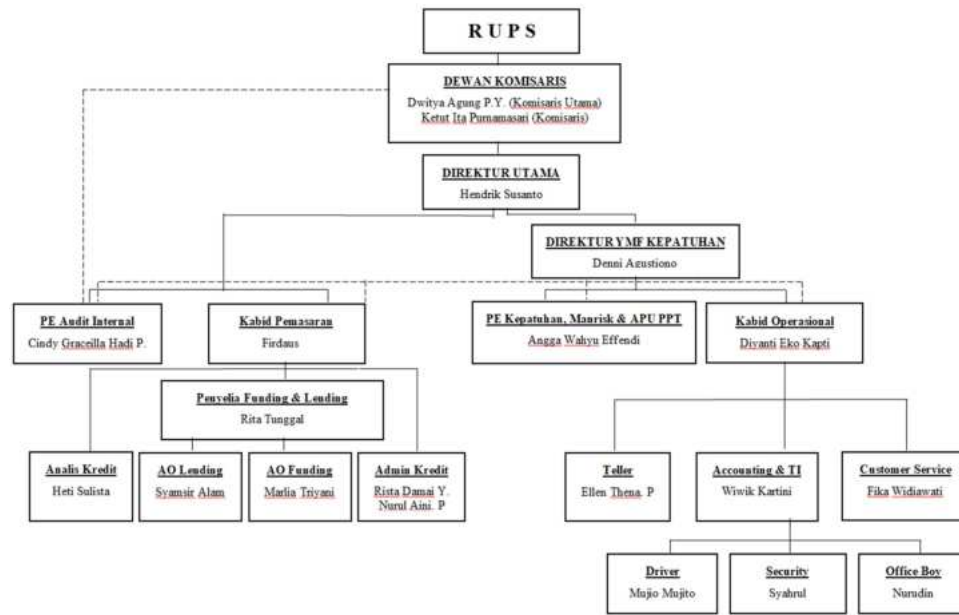 R U P S
DEWAN KOMISARIS
Dwitya Agung P.Y. (Komisaris Utama)
Ketut Ita Purnamasari (Komisaris)
DIREKTUR UTAMA
Hendrik Susanto
DIREKTUR YMF KEPATUHAN
Denni Agustiono
PE Audit Internal
Cindy Graceilla Hadi P.
Kabid Pemasaran
Firdaus
PE Kepatuhan, Manrisk & APU PPT
Angga Wahyu Effendi
Kabid Operasional
Diyanti Eko Kapti
Penyelia Funding & Lending
Rita Tunggal
Analis Kredit
Heti Sulista
AO Lending
Syamsir Alam
AO Funding
Marlia Triyani
Admin Kredit
Rista Damai Y.
Nurul Aini. P
Teller
Ellen Thena. P
Accounting & TI
Wiwik Kartini
Customer Service
Fika Widiawati
Driver
Mujio Mujito
Security
Syahrul
Office Boy
Nurudin